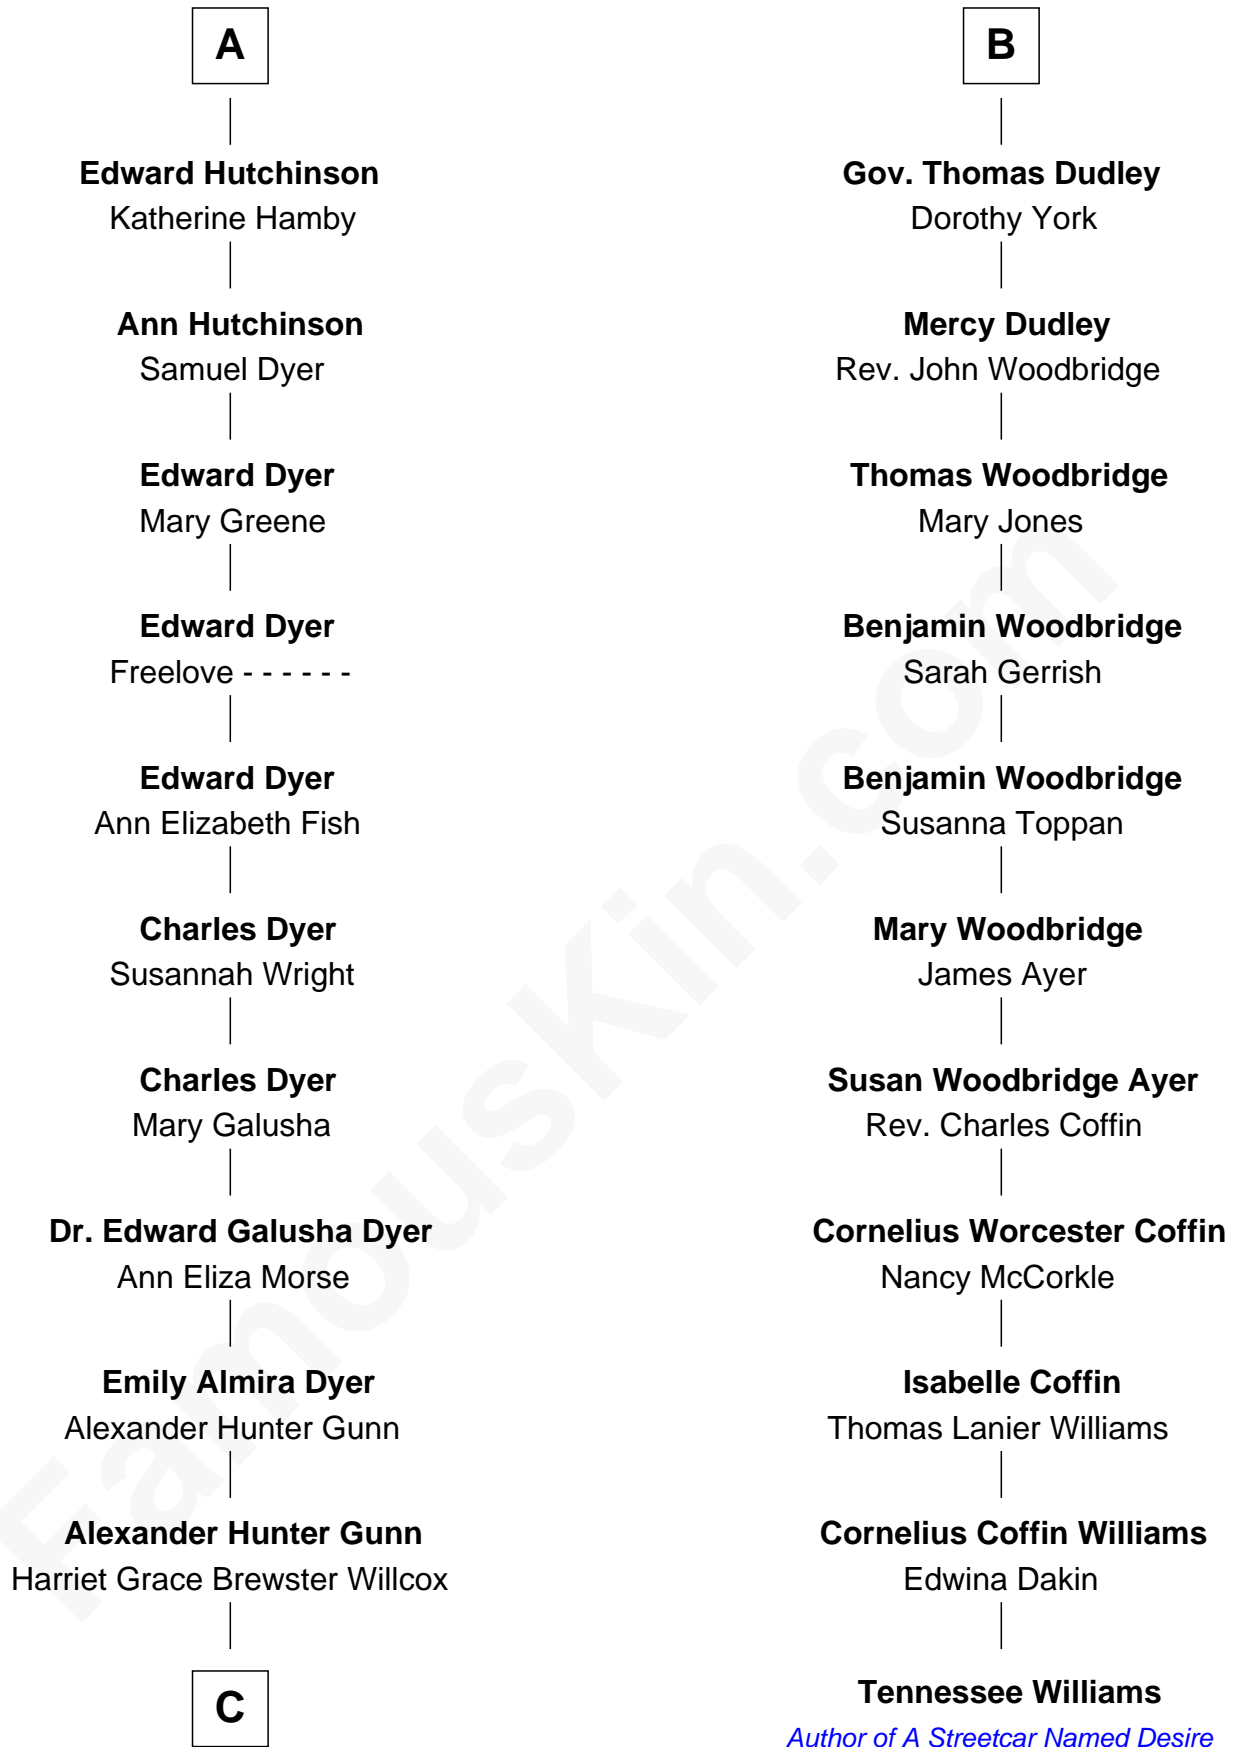 A
Edward Hutchinson
Katherine Hamby
Ann Hutchinson
Samuel Dyer
Edward Dyer
Mary Greene
Edward Dyer
Freelove - - - - - -
Edward Dyer
Ann Elizabeth Fish
Charles Dyer
Susannah Wright
Charles Dyer
Mary Galusha
Dr. Edward Galusha Dyer
Ann Eliza Morse
Emily Almira Dyer
Alexander Hunter Gunn
Alexander Hunter Gunn
Harriet Grace Brewster Willcox
C
B
Gov. Thomas Dudley
Dorothy York
Mercy Dudley
Rev. John Woodbridge
Thomas Woodbridge
Mary Jones
Benjamin Woodbridge
Sarah Gerrish
Benjamin Woodbridge
Susanna Toppan
Mary Woodbridge
James Ayer
Susan Woodbridge Ayer
Rev. Charles Coffin
Cornelius Worcester Coffin
Nancy McCorkle
Isabelle Coffin
Thomas Lanier Williams
Cornelius Coffin Williams
Edwina Dakin
Tennessee Williams
Author of A Streetcar Named Desire
FamousKin.com